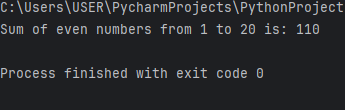 C:\Users\USER\PycharmProjects\PythonProject
Sum of even numbers from 1 to 20 is: 110
Process finished with exit code 0